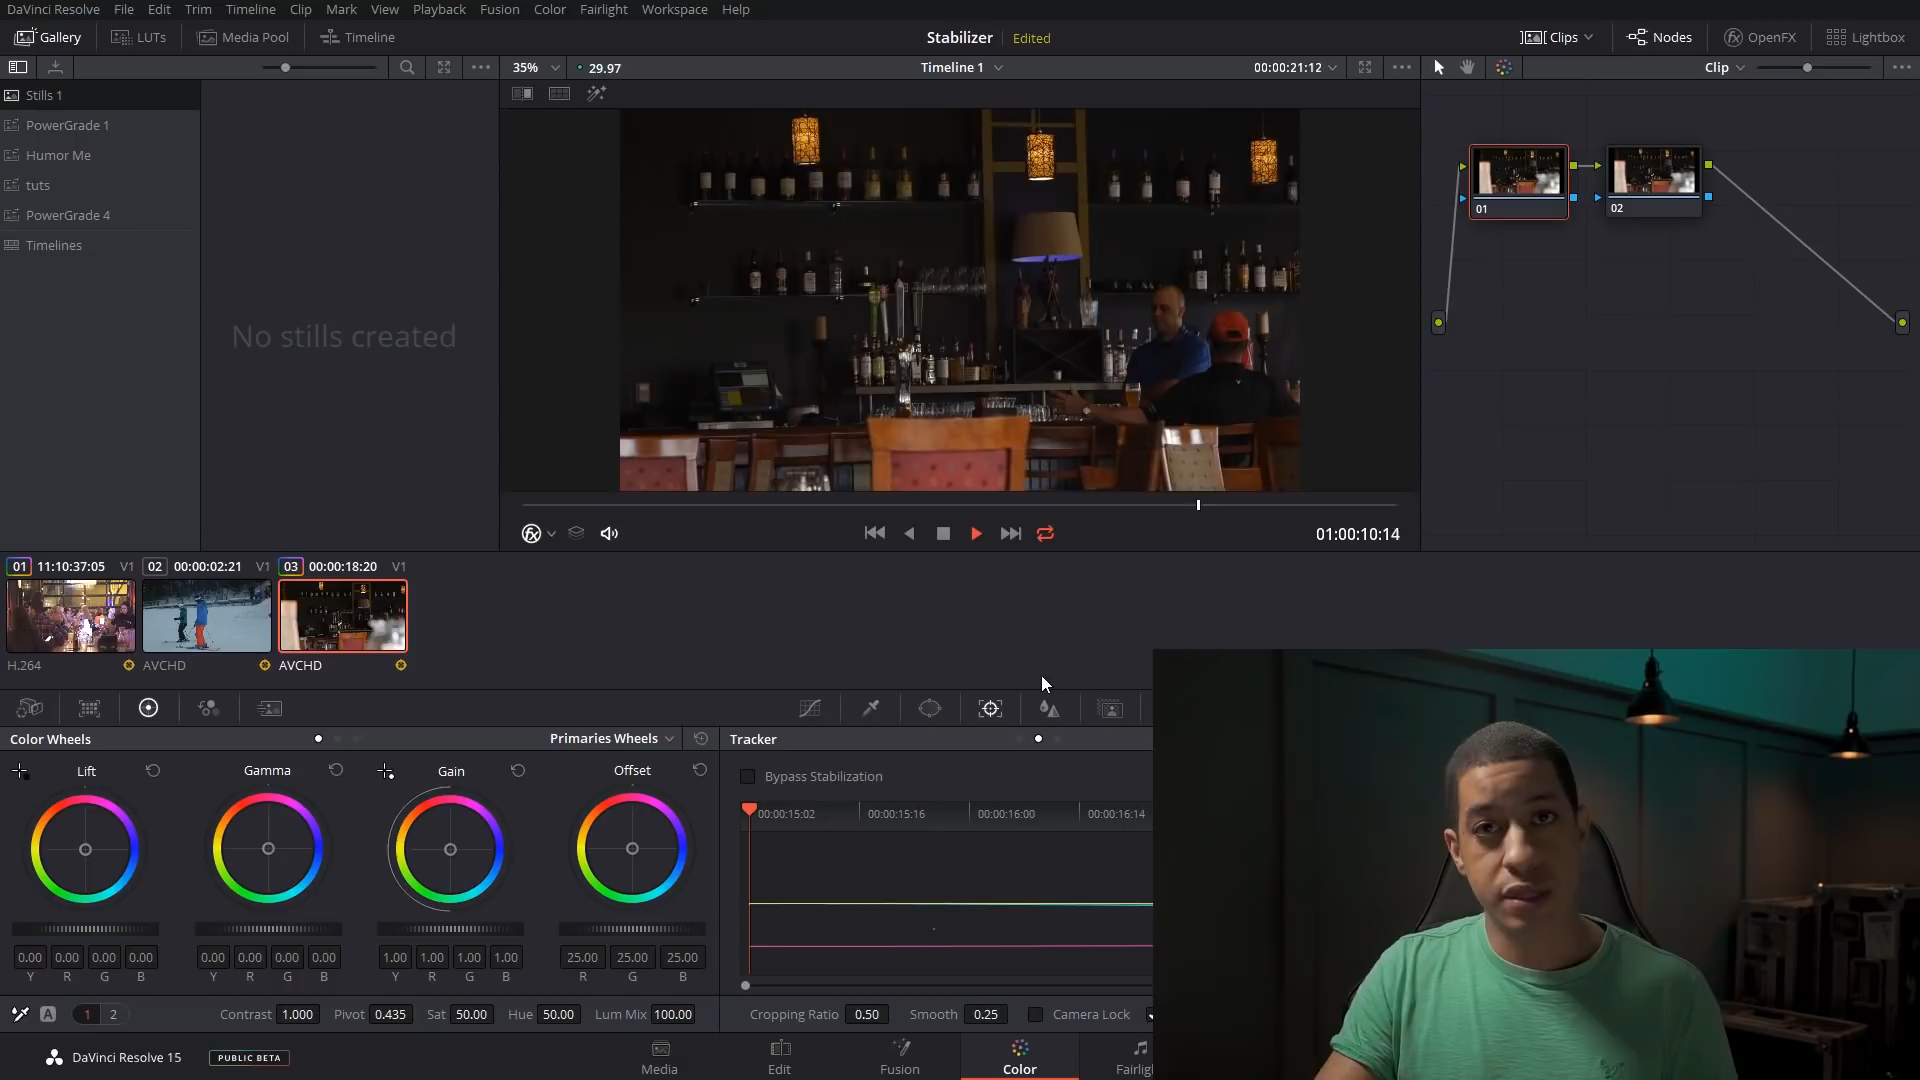 DaVinci Resolve File Edit Trim Timeline Clip Mark View Playback Fusion Color Fairlight Workspace Help
Gallery LUTs Media Pool Timeline Stabilizer Edited Clips Nodes OpenFX Lightbox
35% 29.97 Timeline 1 00:00:21:12 Clip
Stills 1
PowerGrade 1
Humor Me
tuts
PowerGrade 4
Timelines
No stills created
01
02
01:00:10:14
01 11:10:37:05 V1 02 00:00:02:21 V1 03 00:00:18:20 V1
H.264 AVCHD AVCHD
Color Wheels Primaries Wheels Tracker
Lift Gamma Gain Offset
Bypass Stabilization
00:00:15:02 00:00:15:16 00:00:16:00 00:00:16:14
0.00 0.00 0.00 0.00 0.00 0.00 0.00 0.00 1.00 1.00 1.00 1.00 25.00 25.00 25.00
Y R G B Y R G B Y R G B R G B
A 1 2 Contrast 1.000 Pivot 0.435 Sat 50.00 Hue 50.00 Lum Mix 100.00 Cropping Ratio 0.50 Smooth 0.25 Camera Lock
DaVinci Resolve 15 PUBLIC BETA
Media Edit Fusion Color Fairlig